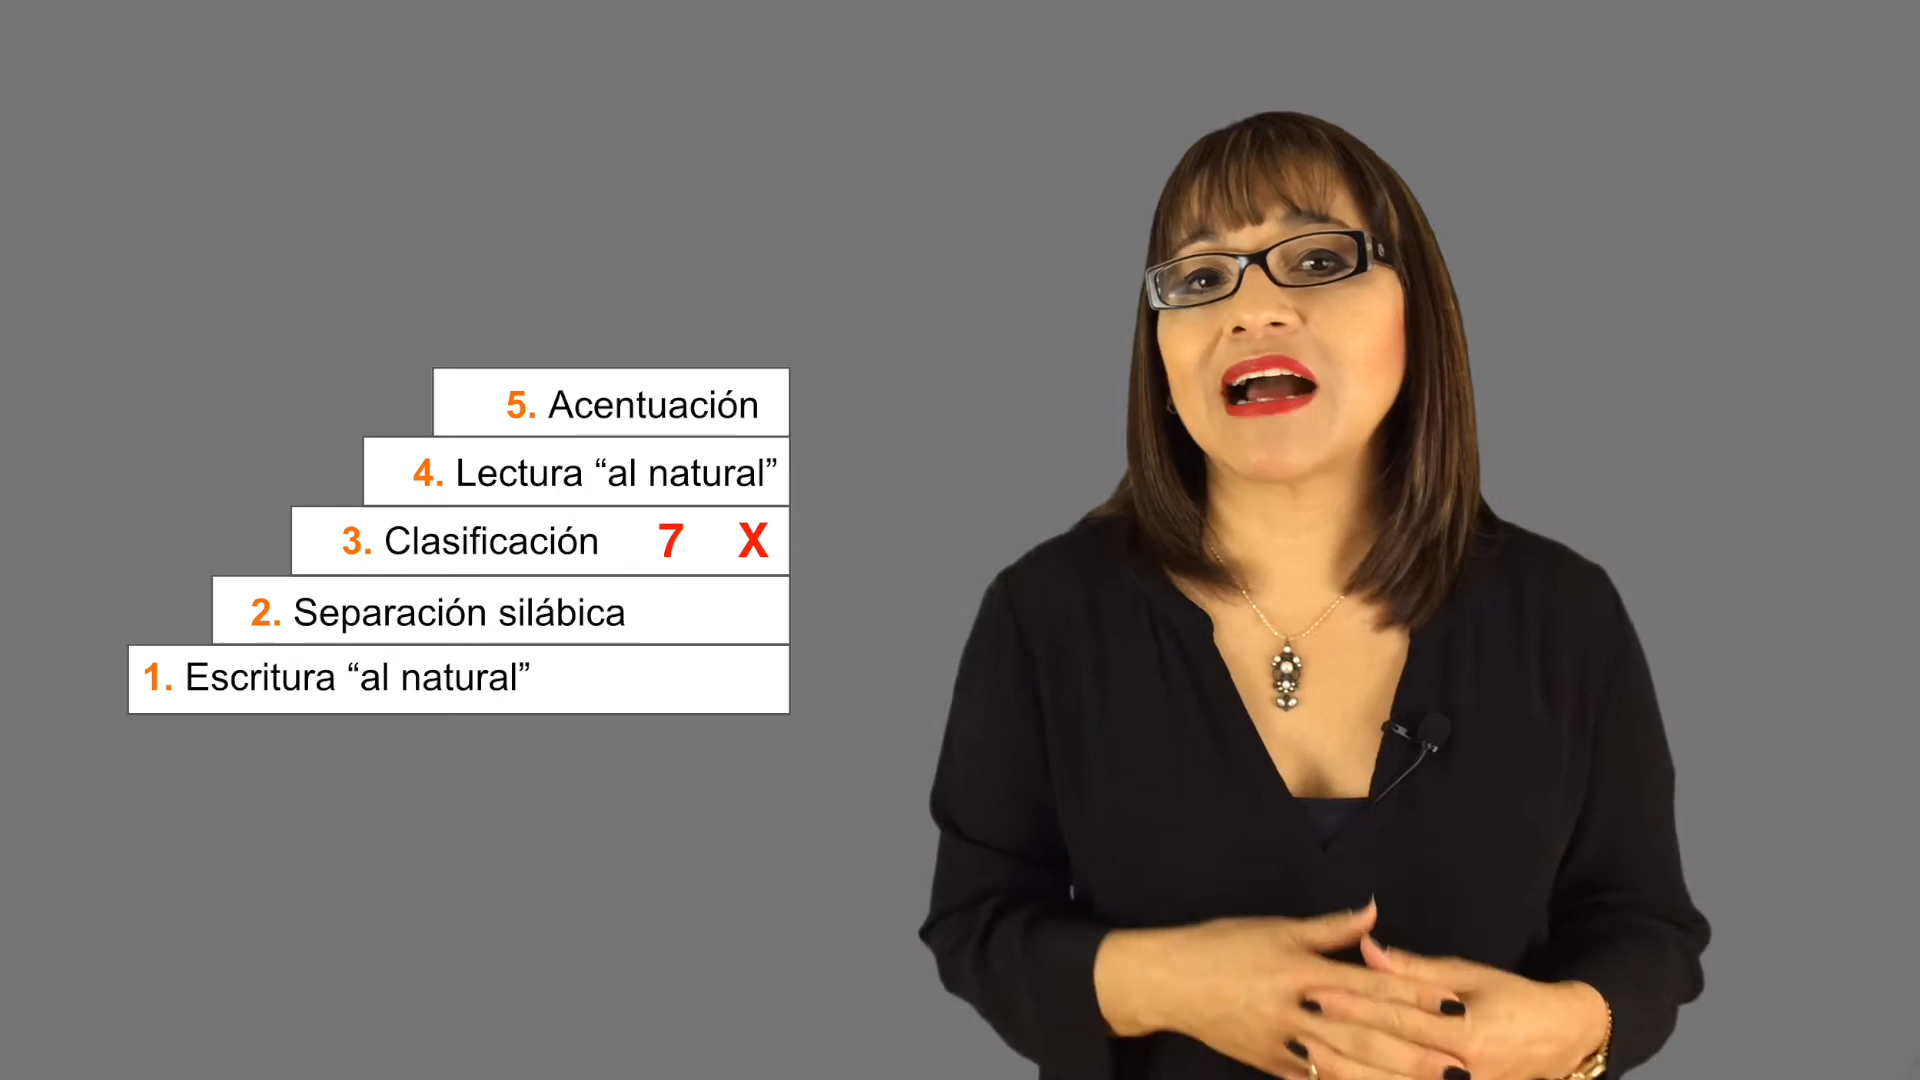 5. Acentuación
4. Lectura “al natural”
3. Clasificación 7 X
2. Separación silábica
1. Escritura “al natural”